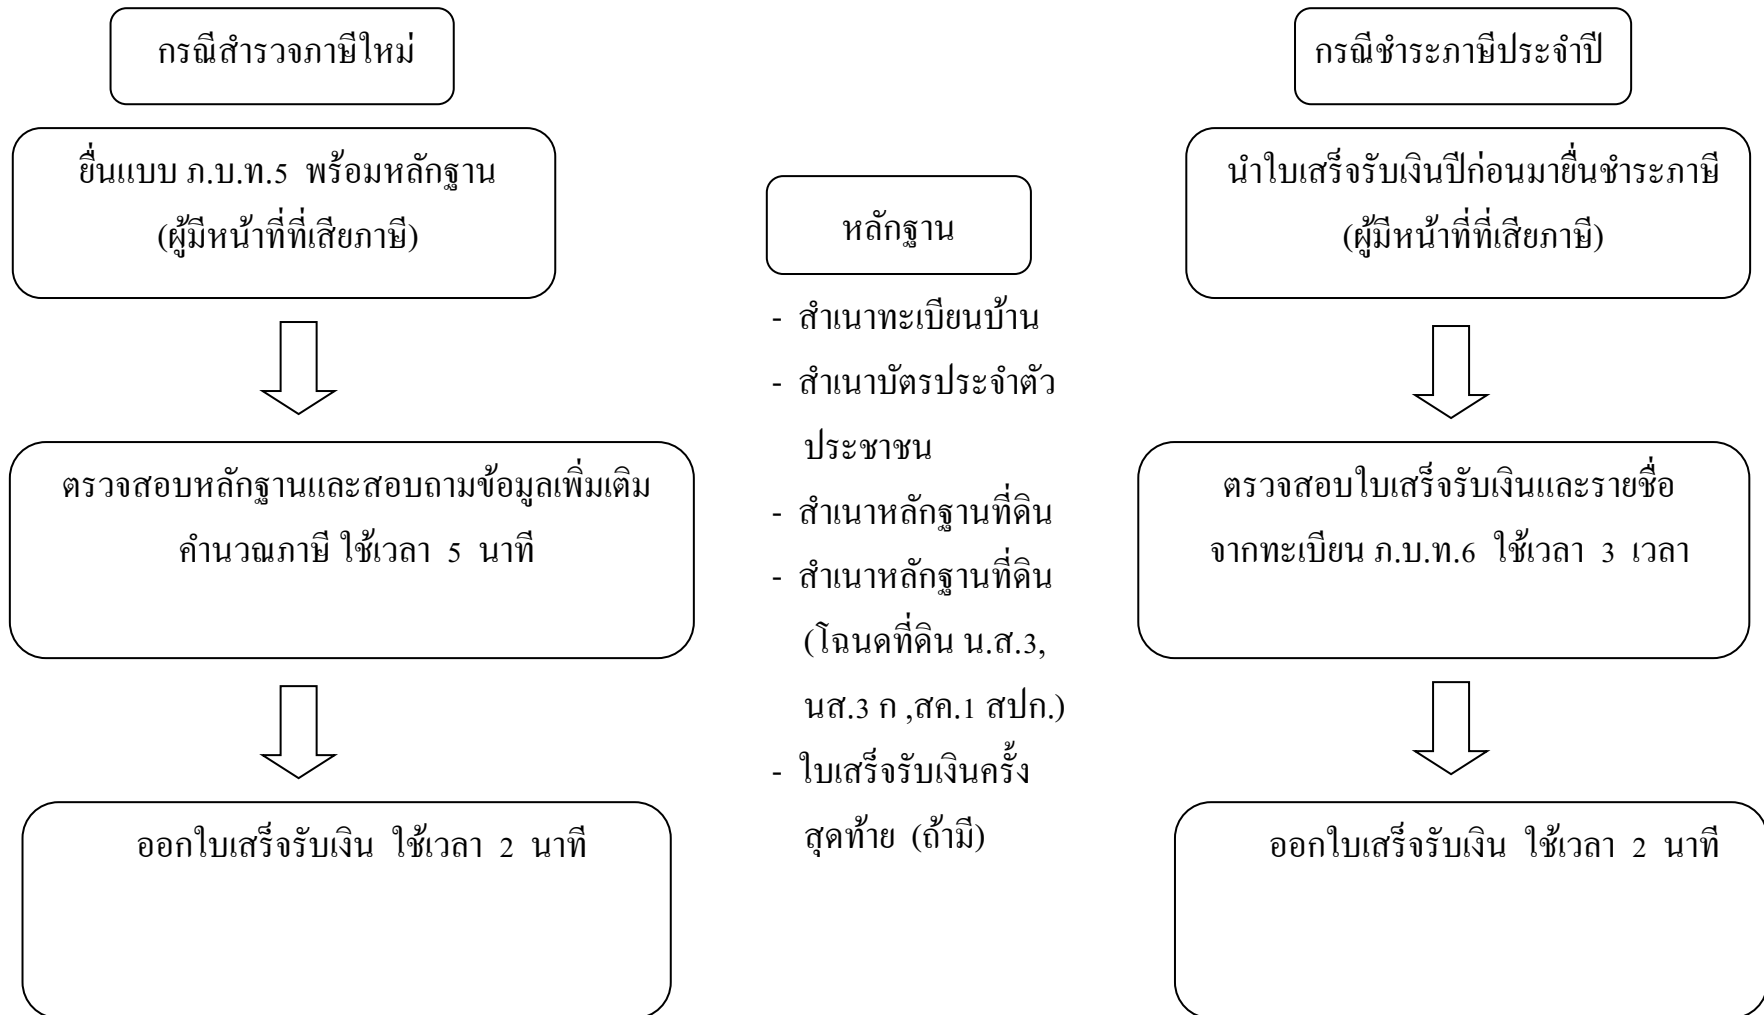 กรณีสำรวจภาษีใหม่
ยื่นแบบ ภ.บ.ท.5 พร้อมหลักฐาน
(ผู้มีหน้าที่ที่เสียภาษี)
ตรวจสอบหลักฐานและสอบถามข้อมูลเพิ่มเติม
คำนวณภาษี ใช้เวลา 5 นาที
ออกใบเสร็จรับเงิน ใช้เวลา 2 นาที
หลักฐาน
- สำเนาทะเบียนบ้าน
- สำเนาบัตรประจำตัว
ประชาชน
- สำเนาหลักฐานที่ดิน
- สำเนาหลักฐานที่ดิน
(โฉนดที่ดิน น.ส.3,
นส.3 ก ,สค.1 สปก.)
- ใบเสร็จรับเงินครั้ง
สุดท้าย (ถ้ามี)
กรณีชำระภาษีประจำปี
นำใบเสร็จรับเงินปีก่อนมายื่นชำระภาษี
(ผู้มีหน้าที่ที่เสียภาษี)
ตรวจสอบใบเสร็จรับเงินและรายชื่อ
จากทะเบียน ภ.บ.ท.6 ใช้เวลา 3 เวลา
ออกใบเสร็จรับเงิน ใช้เวลา 2 นาที